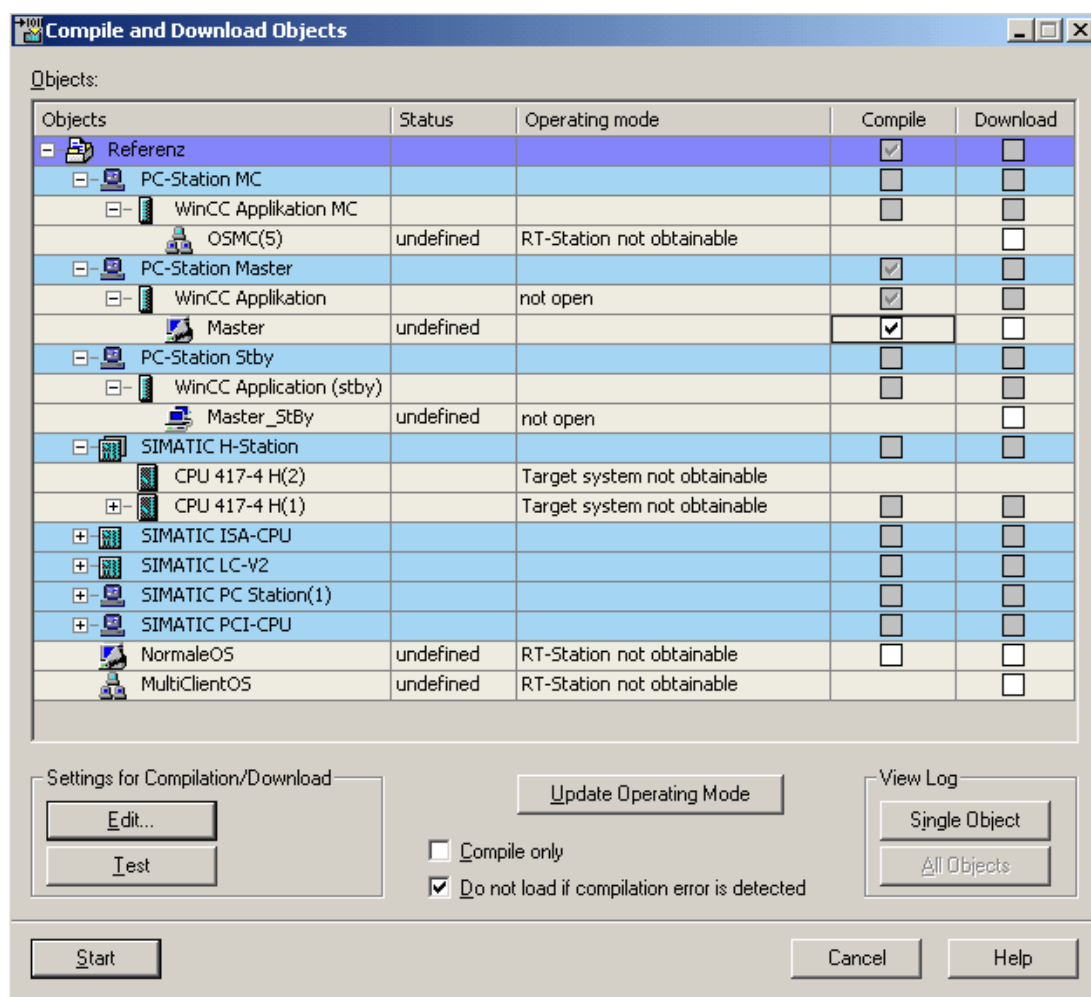 Compile and Download Objects
Objects:
Objects Status Operating mode Compile Download
Referenz
PC-Station MC
WinCC Applikation MC
OSMC(5) undefined RT-Station not obtainable
PC-Station Master
WinCC Applikation not open
Master undefined
PC-Station Stby
WinCC Application (stby)
Master_StBy undefined not open
SIMATIC H-Station
CPU 417-4 H(2) Target system not obtainable
CPU 417-4 H(1) Target system not obtainable
SIMATIC ISA-CPU
SIMATIC LC-V2
SIMATIC PC Station(1)
SIMATIC PCI-CPU
NormaleOS undefined RT-Station not obtainable
MultiClientOS undefined RT-Station not obtainable
Settings for Compilation/Download
Edit...
Test
Update Operating Mode
Compile only
Do not load if compilation error is detected
View Log
Single Object
All Objects
Start Cancel Help